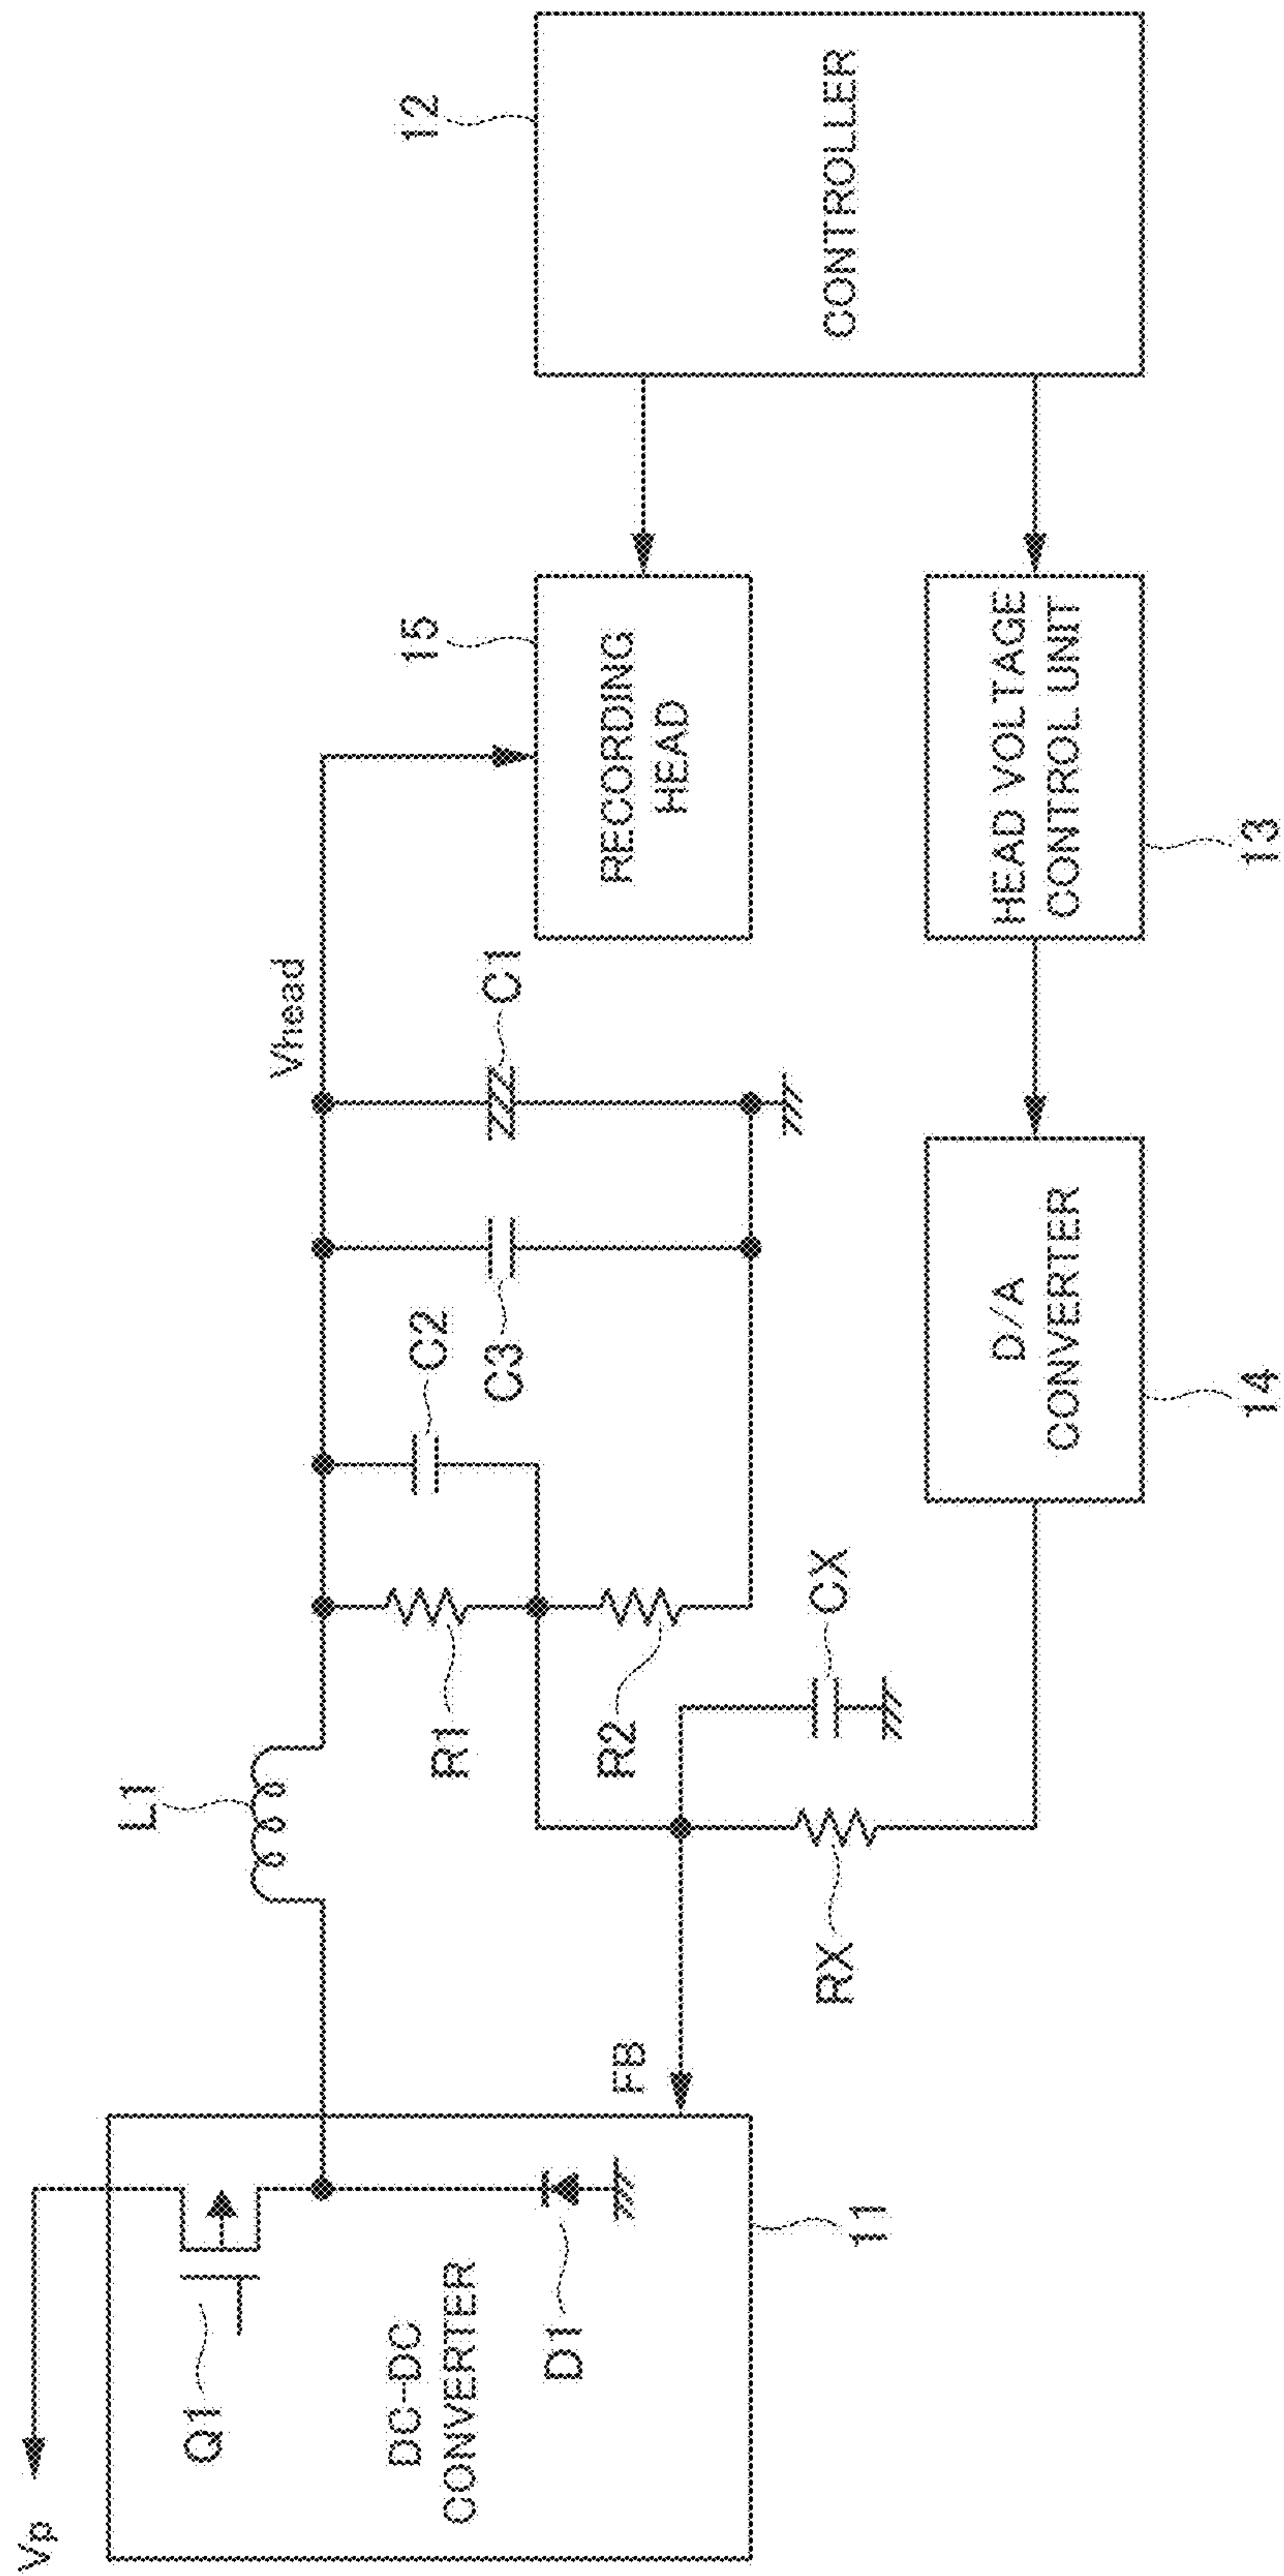 Vp
Q1
DC-DC
CONVERTER
D1
11
FB
L1
R1
R2
RX
CX
C2
C3
C1
Vhead
15
RECORDING
HEAD
12
CONTROLLER
14
D/A
CONVERTER
13
HEAD VOLTAGE
CONTROL UNIT